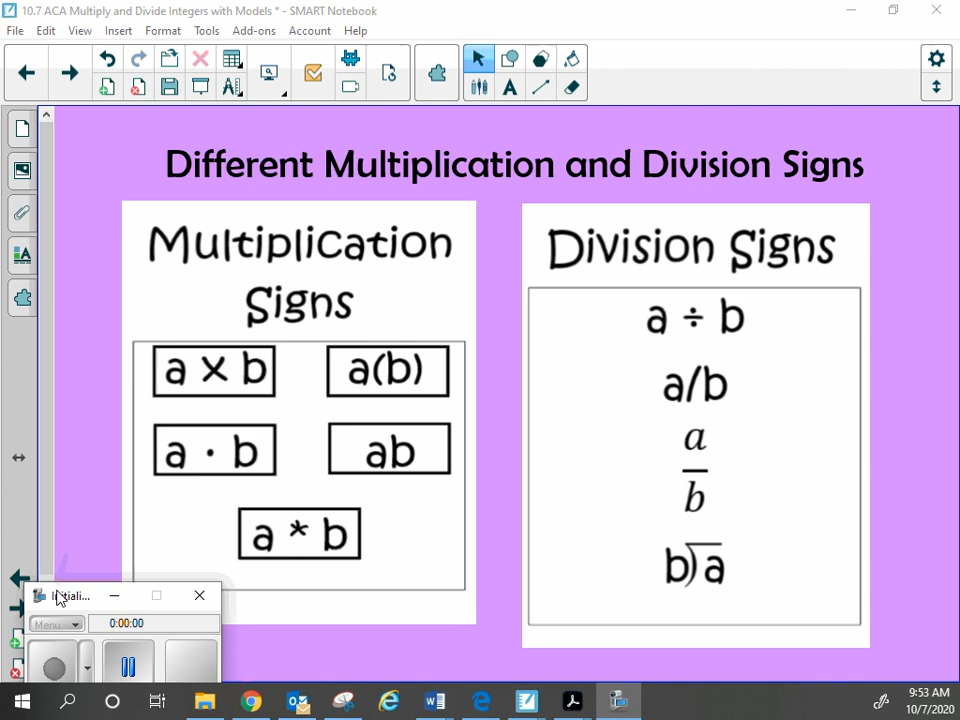 10.7 ACA Multiply and Divide Integers with Models * - SMART Notebook
File Edit View Insert Format Tools Add-ons Account Help
Different Multiplication and Division Signs
Multiplication
Signs
a x b a(b)
a · b ab
a * b
Division Signs
a ÷ b
a/b
a
b
b)a
Menu 0:00:00
9:53 AM
10/7/2020